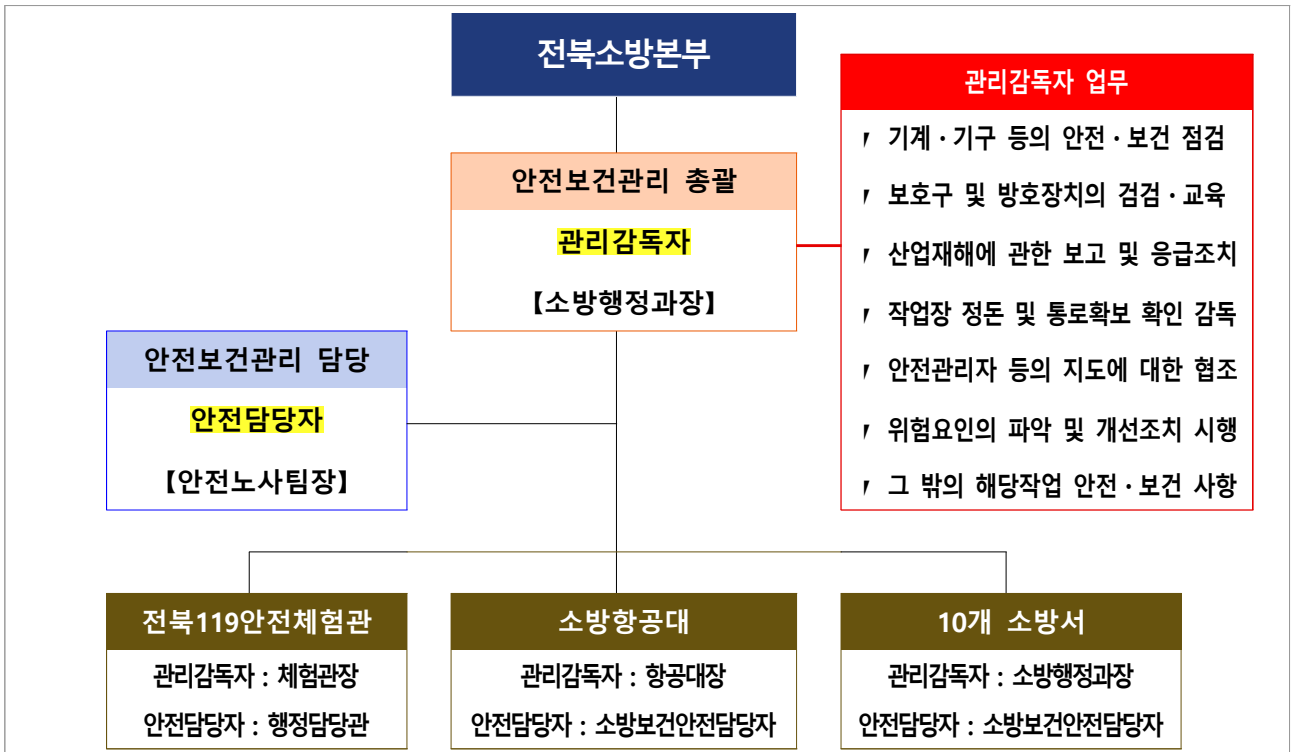 전북소방본부
안전보건관리 총괄
관리감독자
【소방행정과장】
관리감독자 업무
기계·기구 등의 안전·보건 점검
보호구 및 방호장치의 검검·교육
산업재해에 관한 보고 및 응급조치
작업장 정돈 및 통로확보 확인 감독
안전관리자 등의 지도에 대한 협조
위험요인의 파악 및 개선조치 시행
그 밖의 해당작업 안전·보건 사항
안전보건관리 담당
안전담당자
【안전노사팀장】
전북119안전체험관
관리감독자 : 체험관장
안전담당자 : 행정담당관
소방항공대
관리감독자 : 항공대장
안전담당자 : 소방보건안전담당자
10개 소방서
관리감독자 : 소방행정과장
안전담당자 : 소방보건안전담당자